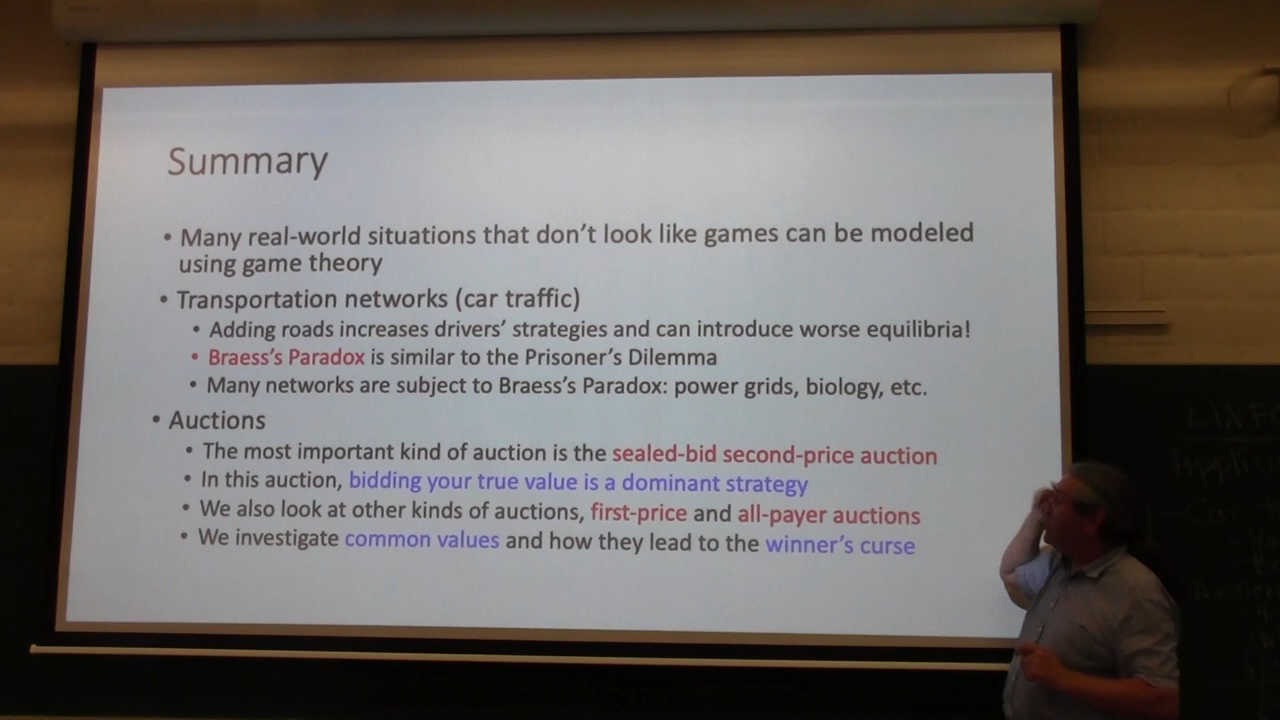 Summary
• Many real-world situations that don't look like games can be modeled
using game theory
• Transportation networks (car traffic)
• Adding roads increases drivers' strategies and can introduce worse equilibria!
• Braess's Paradox is similar to the Prisoner's Dilemma
• Many networks are subject to Braess's Paradox: power grids, biology, etc.
• Auctions
• The most important kind of auction is the sealed-bid second-price auction
• In this auction, bidding your true value is a dominant strategy
• We also look at other kinds of auctions, first-price and all-payer auctions
• We investigate common values and how they lead to the winner's curse